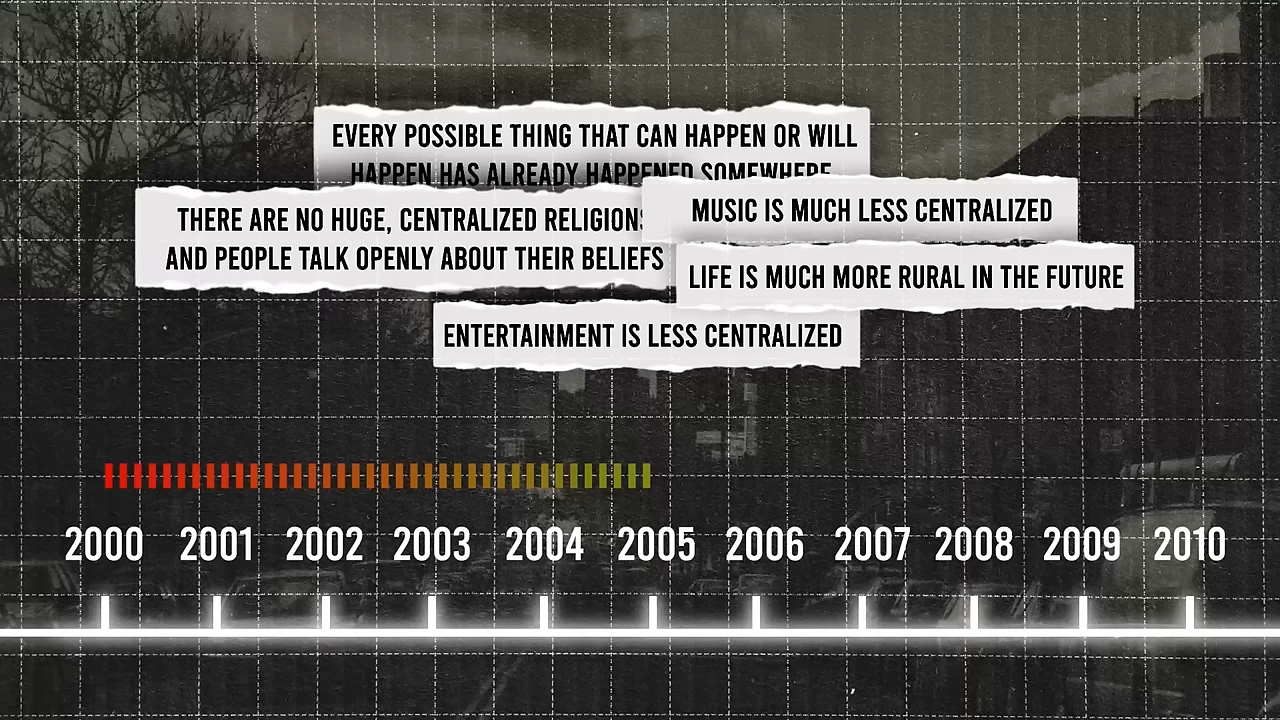 EVERY POSSIBLE THING THAT CAN HAPPEN OR WILL
HAPPEN HAS ALREADY HAPPENED SOMEWHERE
THERE ARE NO HUGE, CENTRALIZED RELIGIONS
AND PEOPLE TALK OPENLY ABOUT THEIR BELIEFS
MUSIC IS MUCH LESS CENTRALIZED
LIFE IS MUCH MORE RURAL IN THE FUTURE
ENTERTAINMENT IS LESS CENTRALIZED
2000 2001 2002 2003 2004 2005 2006 2007 2008 2009 2010